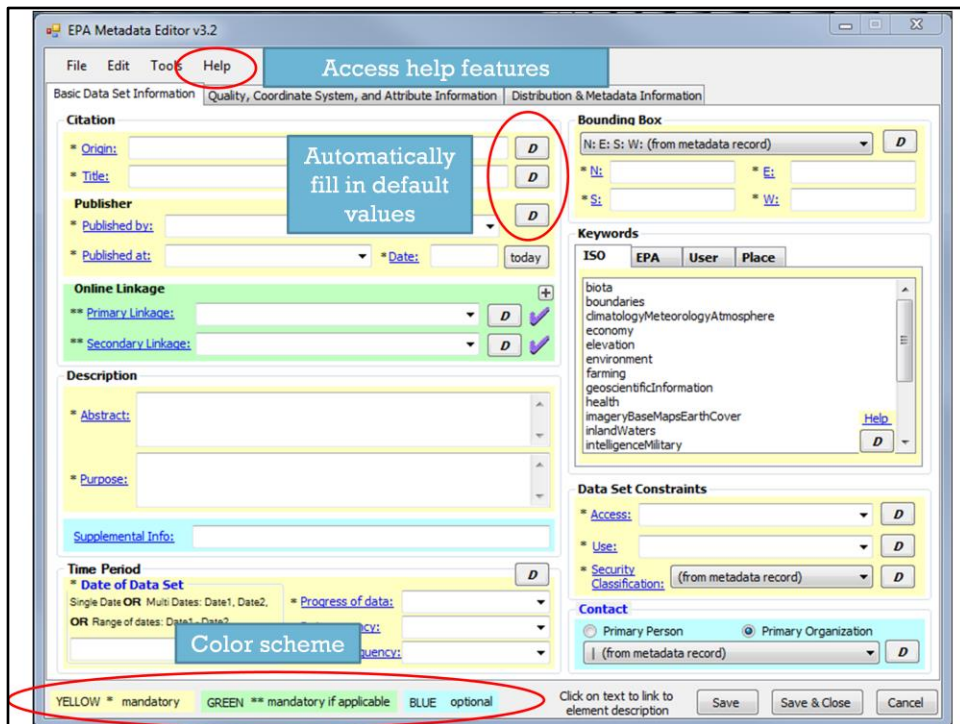 EPA Metadata Editor v3.2
File Edit Tools Help
Access help features
Basic Data Set Information
Quality, Coordinate System, and Attribute Information
Distribution & Metadata Information
Citation
* Origin: D
* Title: D
Automatically
fill in default
values
Publisher
D
* Published by:
* Published at: * Date: today
Online Linkage +
** Primary Linkage: D
** Secondary Linkage: D
Description
* Abstract:
* Purpose:
Supplemental Info:
Time Period D
* Date of Data Set
Single Date OR Multi Dates: Date1, Date2,
OR Range of dates: Date1 - Date2
* Progress of data:
Color scheme
Bounding Box
N: E: S: W: (from metadata record) D
* N: * E:
* S: * W:
Keywords
ISO EPA User Place
biota
boundaries
climatologyMeteorologyAtmosphere
economy
elevation
environment
farming
geoscientificInformation
health
imageryBaseMapsEarthCover
inlandWaters
intelligenceMilitary
Help
D
Data Set Constraints
* Access: D
* Use: D
* Security
Classification: (from metadata record) D
Contact
Primary Person Primary Organization
| (from metadata record) D
YELLOW * mandatory GREEN ** mandatory if applicable BLUE optional
Click on text to link to
element description
Save Save & Close Cancel